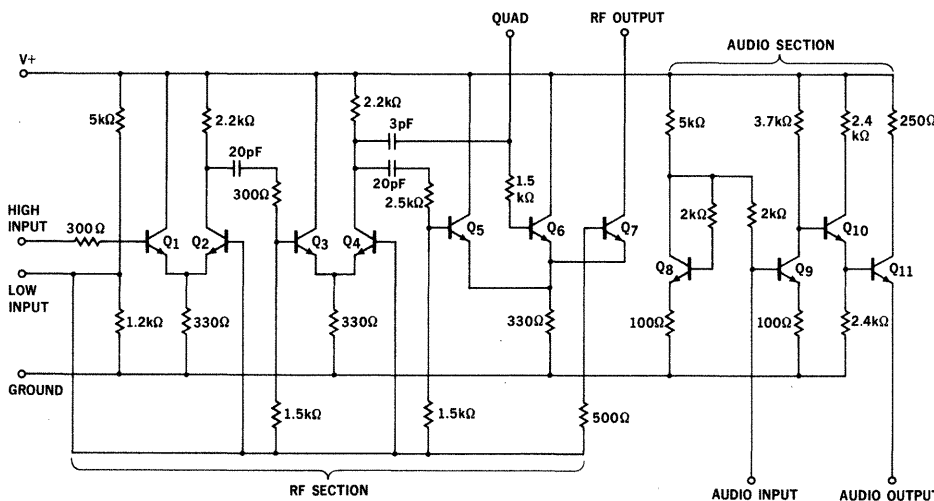 QUAD
RF OUTPUT
AUDIO SECTION
V+
5kΩ
2.2kΩ
2.2kΩ
3pF
5kΩ
3.7kΩ
2.4
kΩ
250Ω
20pF
300Ω
20pF
2.5kΩ
1.5
kΩ
2kΩ
2kΩ
HIGH
INPUT
300Ω
Q1
Q2
Q3
Q4
Q5
Q6
Q7
Q8
Q9
Q10
Q11
LOW
INPUT
1.2kΩ
330Ω
330Ω
330Ω
100Ω
100Ω
2.4kΩ
GROUND
1.5kΩ
1.5kΩ
500Ω
RF SECTION
AUDIO INPUT
AUDIO OUTPUT